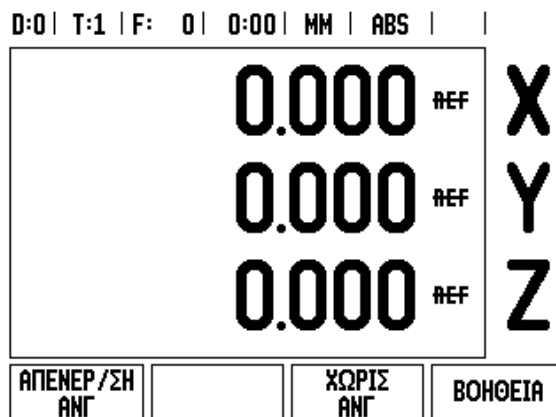 D:0 | T:1 | F: 0 | 0:00 | MM | ABS | |
0.000 REF X
0.000 REF Y
0.000 REF Z
ΑΠΕΝΕΡ/ΣΗ ΧΩΡΙΣ ΒΟΗΘΕΙΑ
ΑΝΓ ΑΝΓ